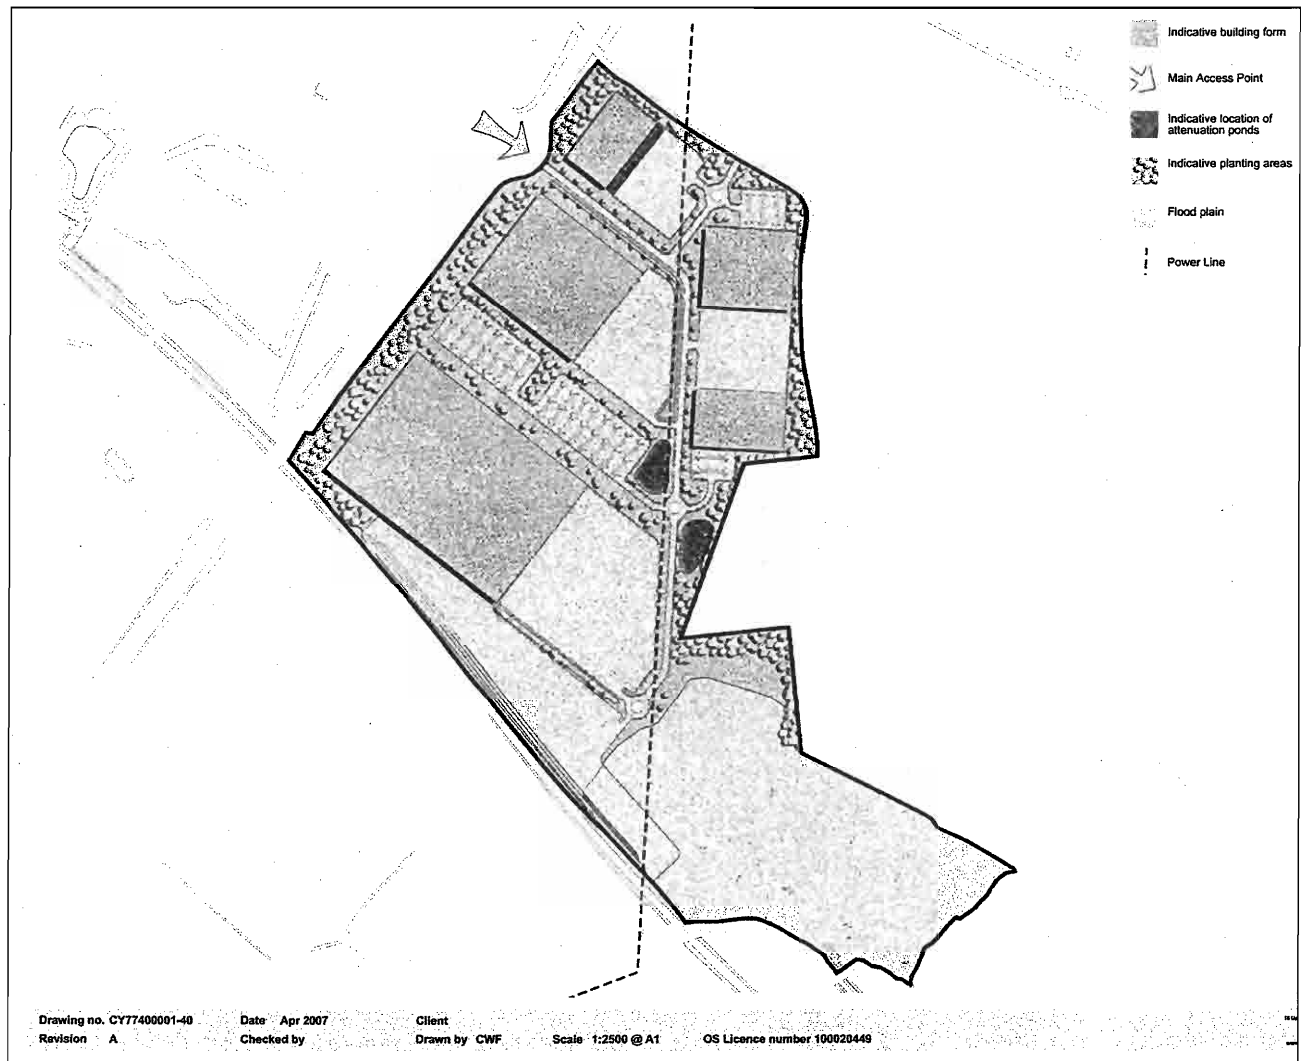 Indicative building form
Main Access Point
Indicative location of
attenuation ponds
Indicative planting areas
Flood plain
Power Line
Drawing no. CY77400001-40 Date Apr 2007 Client
Revision A Checked by Drawn by CWF Scale 1:2500 @ A1 OS Licence number 100020449